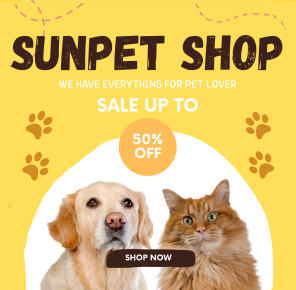 SUNPET SHOP
WE HAVE EVERYTHING FOR PET LOVER
SALE UP TO
50%
OFF
SHOP NOW